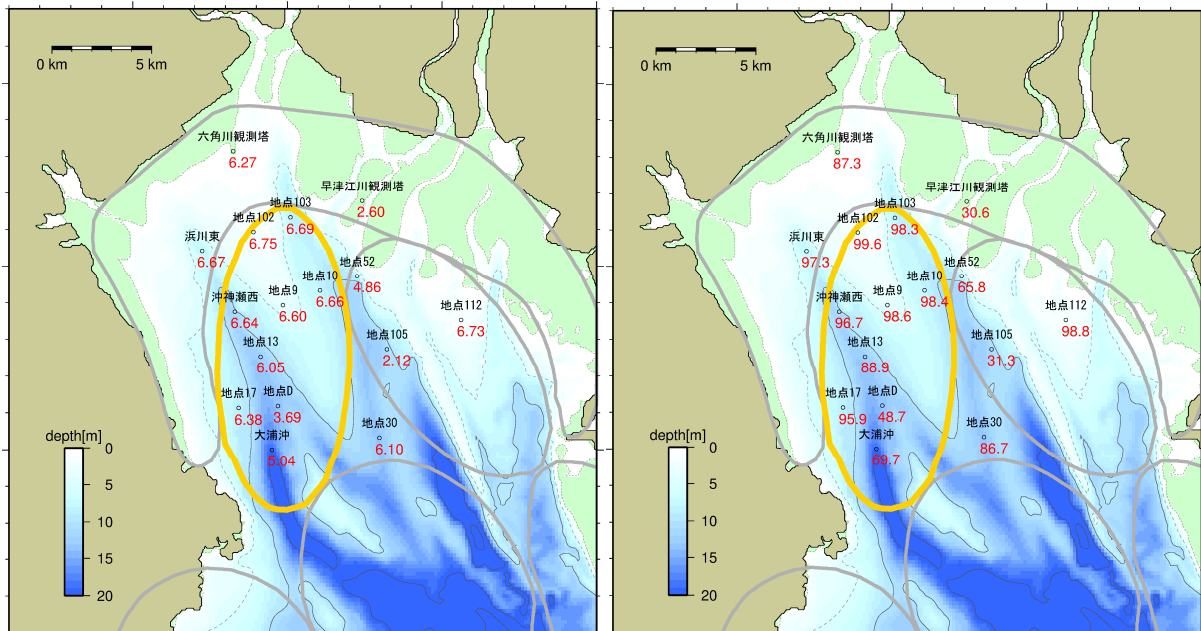 0 km 5 km
六角川観測塔
6.27
早津江川観測塔
2.60
地点103
6.69
地点102
6.75
浜川東
6.67
地点52
4.86
地点10
6.66
地点9
6.60
沖神瀬西
6.64
地点112
6.73
地点13
6.05
地点105
2.12
地点17
6.38
地点D
3.69
地点30
6.10
大浦沖
5.04
depth[m]
0
5
10
15
20
0 km 5 km
六角川観測塔
87.3
早津江川観測塔
30.6
地点103
98.3
地点102
99.6
浜川東
97.3
地点52
65.8
地点10
98.4
地点9
98.6
沖神瀬西
96.7
地点112
98.8
地点13
88.9
地点105
31.3
地点17
95.9
地点D
48.7
地点30
86.7
大浦沖
59.7
depth[m]
0
5
10
15
20